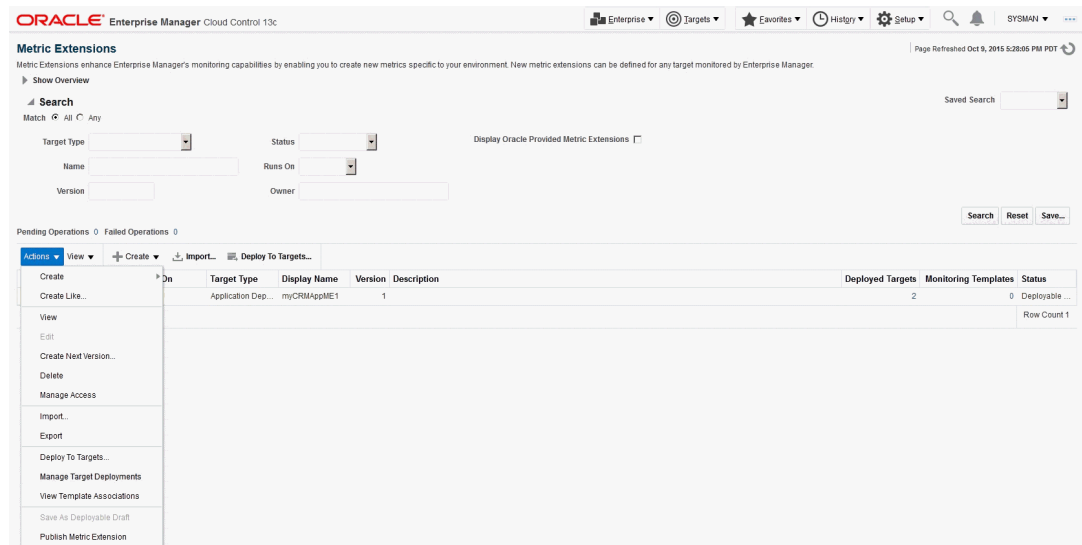 ORACLE Enterprise Manager Cloud Control 13c
Enterprise Targets Favorites History Setup SYSMAN
Metric Extensions
Page Refreshed Oct 9, 2015 5:28:05 PM PDT
Metric Extensions enhance Enterprise Manager's monitoring capabilities by enabling you to create new metrics specific to your environment. New metric extensions can be defined for any target monitored by Enterprise Manager.
Show Overview
Search
Saved Search
Match All Any
Target Type Status Display Oracle Provided Metric Extensions
Name Runs On
Version Owner
Search Reset Save...
Pending Operations 0 Failed Operations 0
Actions View Create Import... Deploy To Targets...
On Target Type Display Name Version Description Deployed Targets Monitoring Templates Status
Application Dep... myCRMAppME1 1 2 0 Deployable ...
Row Count 1
Create
Create Like...
View
Edit
Create Next Version...
Delete
Manage Access
Import...
Export
Deploy To Targets...
Manage Target Deployments
View Template Associations
Save As Deployable Draft
Publish Metric Extension